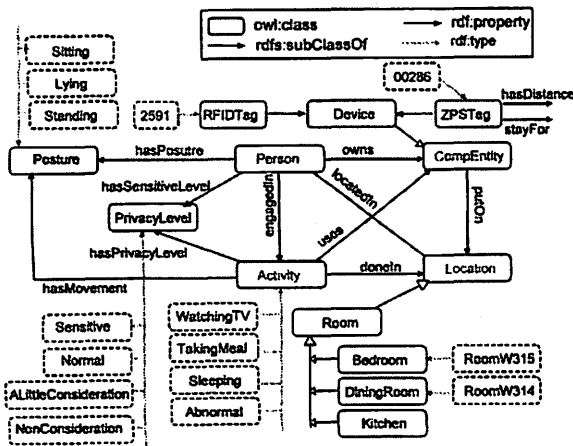 owl:class
rdf:property
rdfs:subClassOf
rdf:type
Sitting
Lying
Standing
00286
hasDistance
2591
RFIDTag
Device
ZPSTag
stayFor
Posture
hasPosutre
Person
owns
CompEntity
hasSensitiveLevel
engagedIn
locatedIn
putOn
PrivacyLevel
uses
hasPrivacyLevel
Activity
doneIn
Location
hasMovement
WatchingTV
Room
Sensitive
TakingMeal
Bedroom
RoomW315
Normal
Sleeping
DiningRoom
RoomW314
ALittleConsideration
Abnormal
Kitchen
NonConsideration